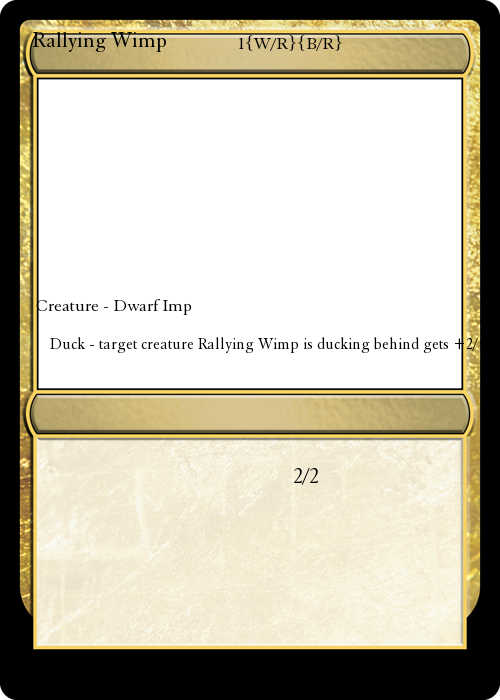 Rallying Wimp 1{W/R}{B/R}
Creature - Dwarf Imp
Duck - target creature Rallying Wimp is ducking behind gets +2/
2/2